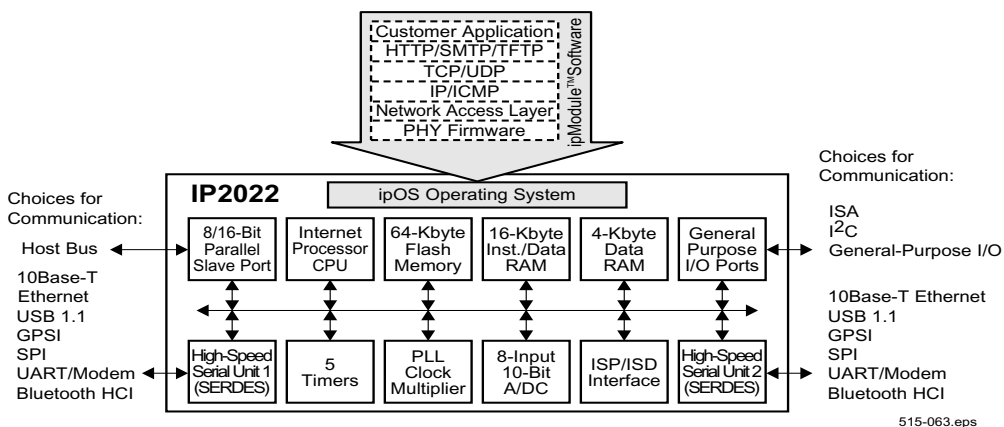 Customer Application
HTTP/SMTP/TFTP
TCP/UDP
IP/ICMP
Network Access Layer
PHY Firmware
ipModule™Software
IP2022
ipOS Operating System
Choices for
Communication:
Host Bus
10Base-T
Ethernet
USB 1.1
GPSI
SPI
UART/Modem
Bluetooth HCI
8/16-Bit
Parallel
Slave Port
Internet
Processor
CPU
64-Kbyte
Flash
Memory
16-Kbyte
Inst./Data
RAM
4-Kbyte
Data
RAM
General
Purpose
I/O Ports
High-Speed
Serial Unit 1
(SERDES)
5
Timers
PLL
Clock
Multiplier
8-Input
10-Bit
A/DC
ISP/ISD
Interface
High-Speed
Serial Unit 2
(SERDES)
Choices for
Communication:
ISA
I²C
General-Purpose I/O
10Base-T Ethernet
USB 1.1
GPSI
SPI
UART/Modem
Bluetooth HCI
515-063.eps